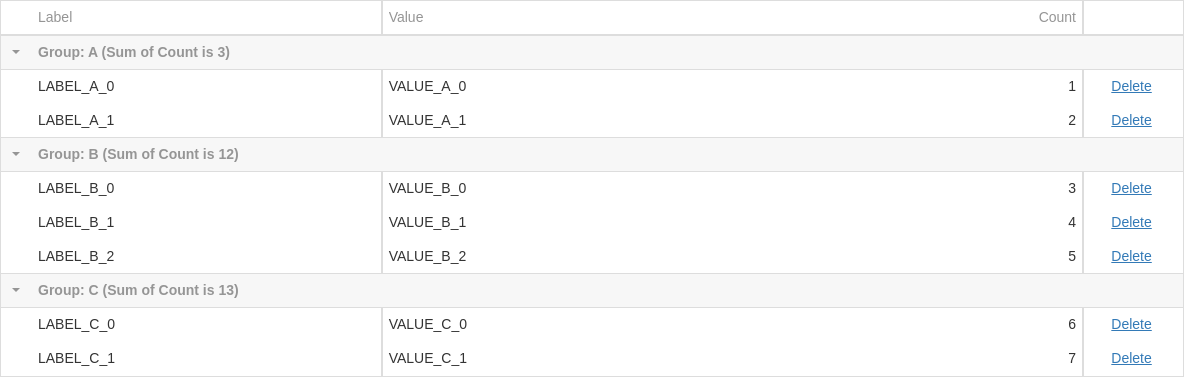 Label Value Count
Group: A (Sum of Count is 3)
LABEL_A_0 VALUE_A_0 1 Delete
LABEL_A_1 VALUE_A_1 2 Delete
Group: B (Sum of Count is 12)
LABEL_B_0 VALUE_B_0 3 Delete
LABEL_B_1 VALUE_B_1 4 Delete
LABEL_B_2 VALUE_B_2 5 Delete
Group: C (Sum of Count is 13)
LABEL_C_0 VALUE_C_0 6 Delete
LABEL_C_1 VALUE_C_1 7 Delete